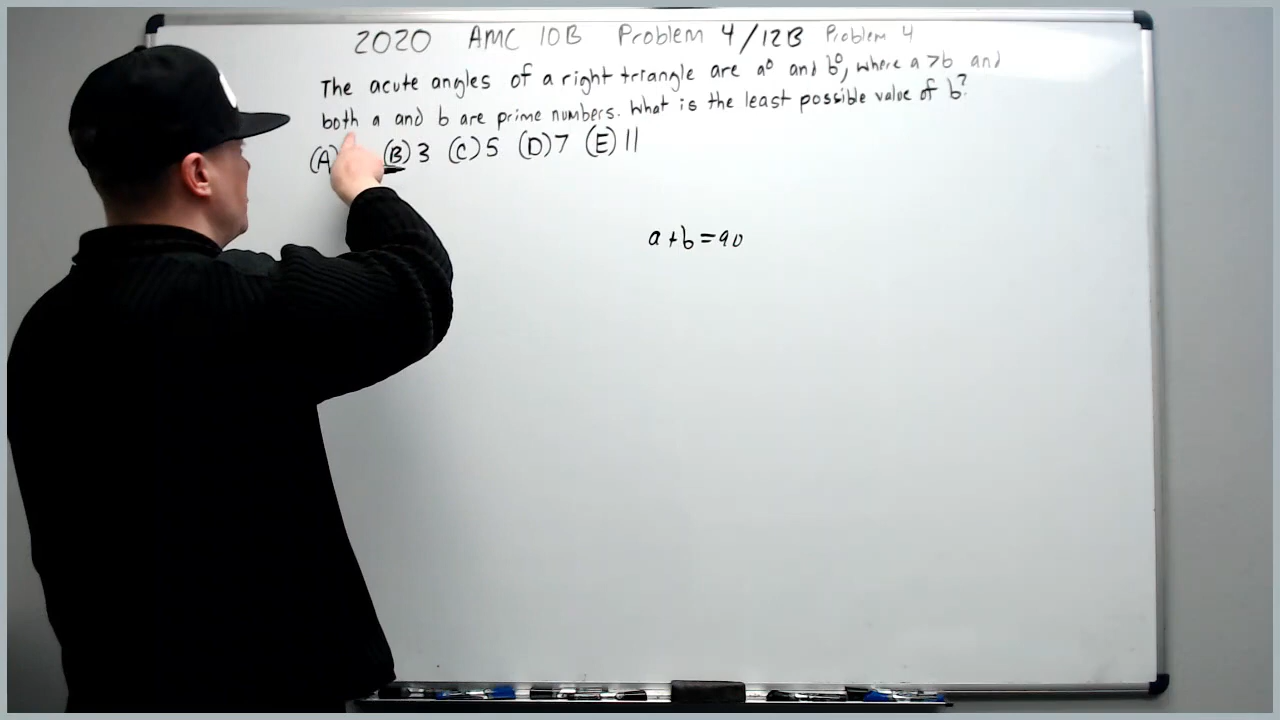 2020 AMC 10B Problem 4/12B Problem 4
The acute angles of a right triangle are a° and b°, where a > b and
both a and b are prime numbers. What is the least possible value of b?
(A) (B) 3 (C) 5 (D) 7 (E) 11
a + b = 90